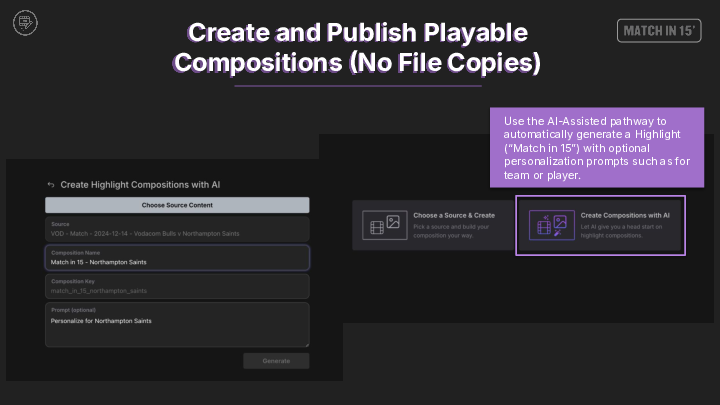 Create and Publish Playable
Compositions (No File Copies)
MATCH IN 15'
Use the AI-Assisted pathway to
automatically generate a Highlight
(“Match in 15”) with optional
personalization prompts such as for
team or player.
Create Highlight Compositions with AI
Choose Source Content
Source
VOD - Match - 2024-12-14 - Vodacom Bulls v Northampton Saints
Composition Name
Match in 15 - Northampton Saints
Composition Key
match_in_15_northampton_saints
Prompt (optional)
Personalize for Northampton Saints
Generate
Choose a Source & Create
Pick a source and build your
composition your way.
Create Compositions with AI
Let AI give you a head start on
highlight compositions.